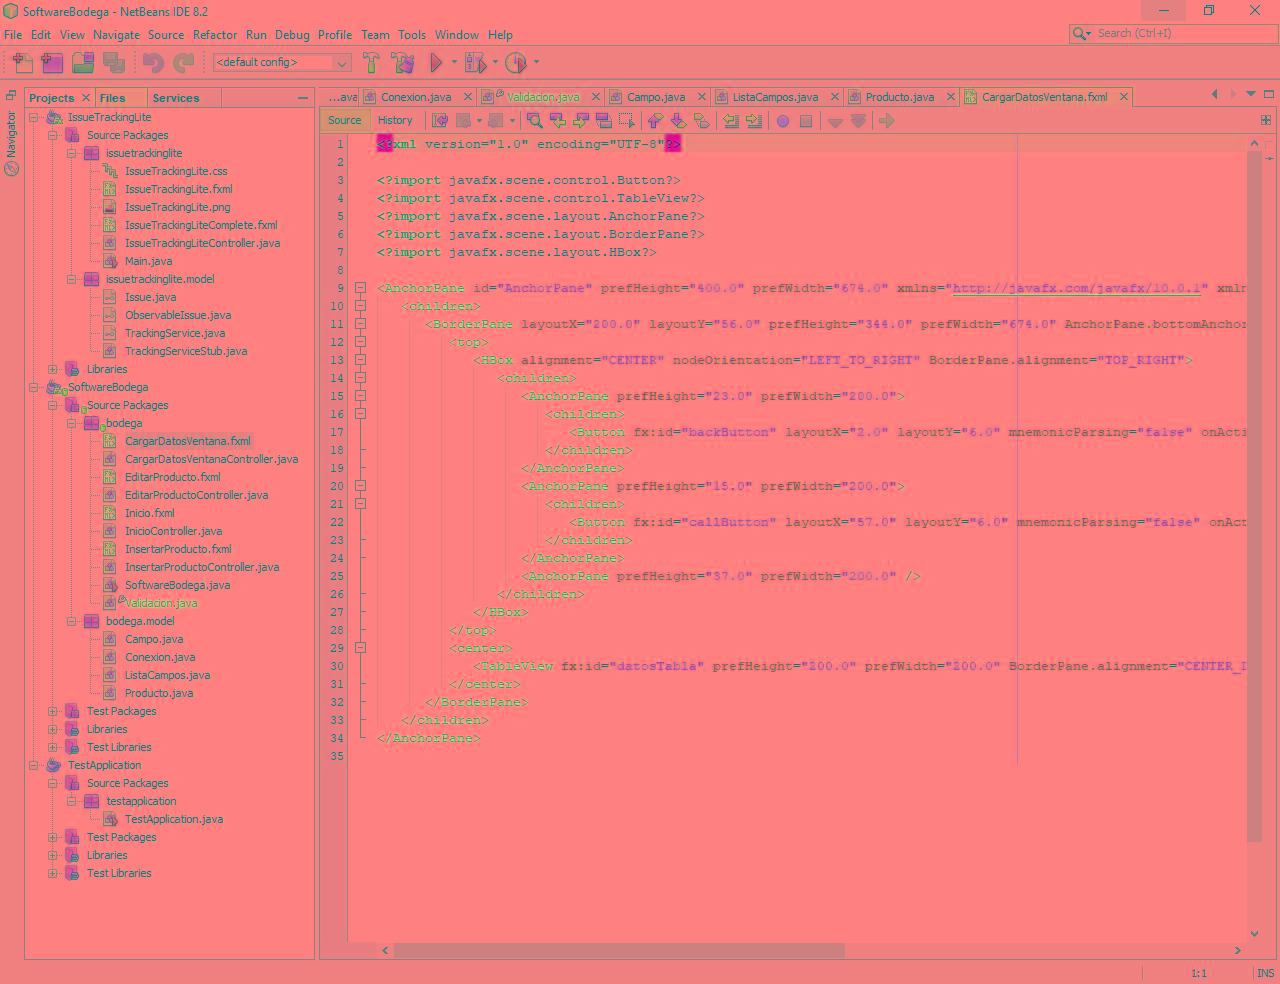 SoftwareBodega - NetBeans IDE 8.2
File Edit View Navigate Source Refactor Run Debug Profile Team Tools Window Help
Search (Ctrl+I)
<default config>
Projects Files Services
Navigator
IssueTrackingLite
Source Packages
issuetrackinglite
IssueTrackingLite.css
IssueTrackingLite.fxml
IssueTrackingLite.png
IssueTrackingLiteComplete.fxml
IssueTrackingLiteController.java
Main.java
issuetrackinglite.model
Issue.java
ObservableIssue.java
TrackingService.java
TrackingServiceStub.java
Libraries
SoftwareBodega
Source Packages
bodega
CargarDatosVentana.fxml
CargarDatosVentanaController.java
EditarProducto.fxml
EditarProductoController.java
Inicio.fxml
InicioController.java
InsertarProducto.fxml
InsertarProductoController.java
SoftwareBodega.java
Validacion.java
bodega.model
Campo.java
Conexion.java
ListaCampos.java
Producto.java
Test Packages
Libraries
Test Libraries
TestApplication
Source Packages
testapplication
TestApplication.java
Test Packages
Libraries
Test Libraries
...ava Conexion.java Validacion.java Campo.java ListaCampos.java Producto.java CargarDatosVentana.fxml
Source History
1 <?xml version="1.0" encoding="UTF-8"?>
2
3 <?import javafx.scene.control.Button?>
4 <?import javafx.scene.control.TableView?>
5 <?import javafx.scene.layout.AnchorPane?>
6 <?import javafx.scene.layout.BorderPane?>
7 <?import javafx.scene.layout.HBox?>
8
9 <AnchorPane id="AnchorPane" prefHeight="400.0" prefWidth="674.0" xmlns="http://javafx.com/javafx/10.0.1" xmln
10 <children>
11 <BorderPane layoutX="200.0" layoutY="56.0" prefHeight="344.0" prefWidth="674.0" AnchorPane.bottomAnchor
12 <top>
13 <HBox alignment="CENTER" nodeOrientation="LEFT_TO_RIGHT" BorderPane.alignment="TOP_RIGHT">
14 <children>
15 <AnchorPane prefHeight="23.0" prefWidth="200.0">
16 <children>
17 <Button fx:id="backButton" layoutX="2.0" layoutY="6.0" mnemonicParsing="false" onActi
18 </children>
19 </AnchorPane>
20 <AnchorPane prefHeight="15.0" prefWidth="200.0">
21 <children>
22 <Button fx:id="callButton" layoutX="57.0" layoutY="6.0" mnemonicParsing="false" onAct
23 </children>
24 </AnchorPane>
25 <AnchorPane prefHeight="37.0" prefWidth="200.0" />
26 </children>
27 </HBox>
28 </top>
29 <center>
30 <TableView fx:id="datosTabla" prefHeight="200.0" prefWidth="200.0" BorderPane.alignment="CENTER_
31 </center>
32 </BorderPane>
33 </children>
34 </AnchorPane>
35
1:1 INS